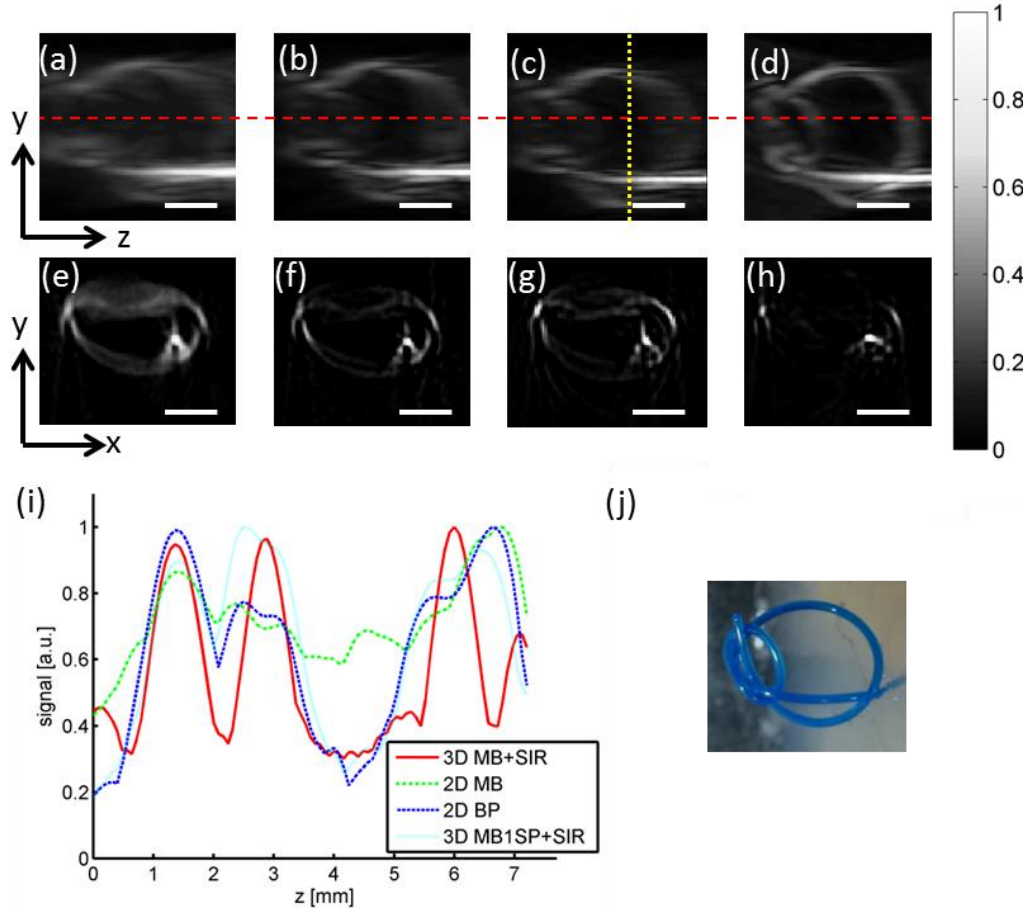 (a)
(b)
(c)
(d)
y
z
(e)
(f)
(g)
(h)
y
x
1
0.8
0.6
0.4
0.2
0
(i)
1
0.8
0.6
0.4
0.2
0
signal [a.u.]
0 1 2 3 4 5 6 7
z [mm]
3D MB+SIR
2D MB
2D BP
3D MB1SP+SIR
(j)